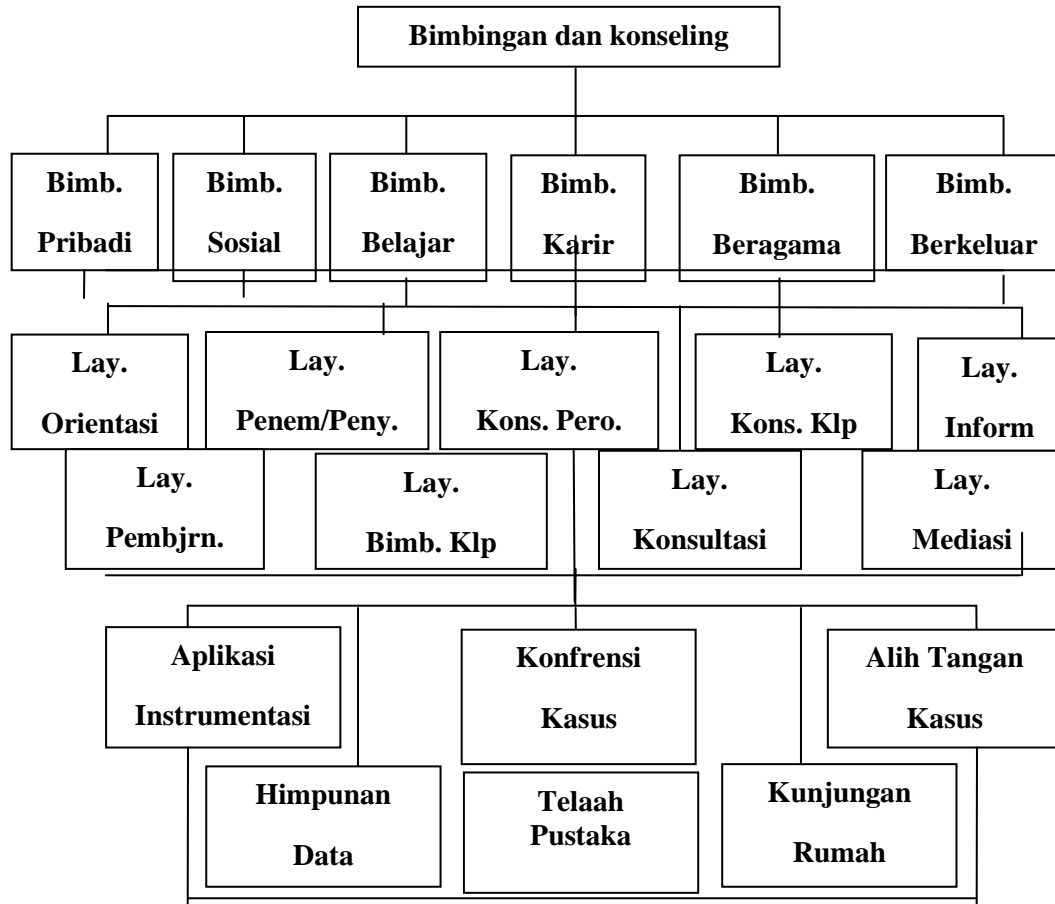 Bimbingan dan konseling
Bimb.
Pribadi
Bimb.
Sosial
Bimb.
Belajar
Bimb.
Karir
Bimb.
Beragama
Bimb.
Berkeluar
Lay.
Orientasi
Lay.
Penem/Peny.
Lay.
Kons. Pero.
Lay.
Kons. Klp
Lay.
Inform
Lay.
Pembjrn.
Lay.
Bimb. Klp
Lay.
Konsultasi
Lay.
Mediasi
Aplikasi
Instrumentasi
Konfrensi
Kasus
Alih Tangan
Kasus
Himpunan
Data
Telaah
Pustaka
Kunjungan
Rumah